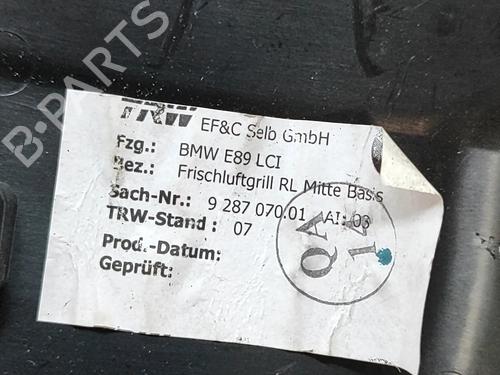 B-PARTS
TRW EF&C Selb GmbH
Fzg.: BMW E89 LCI
Bez.: Frischluftgrill RL Mitte Basis
Sach-Nr.: 9 287 070.01 AI: 03
TRW-Stand : 07
Prod.-Datum:
Geprüft:
QA
14